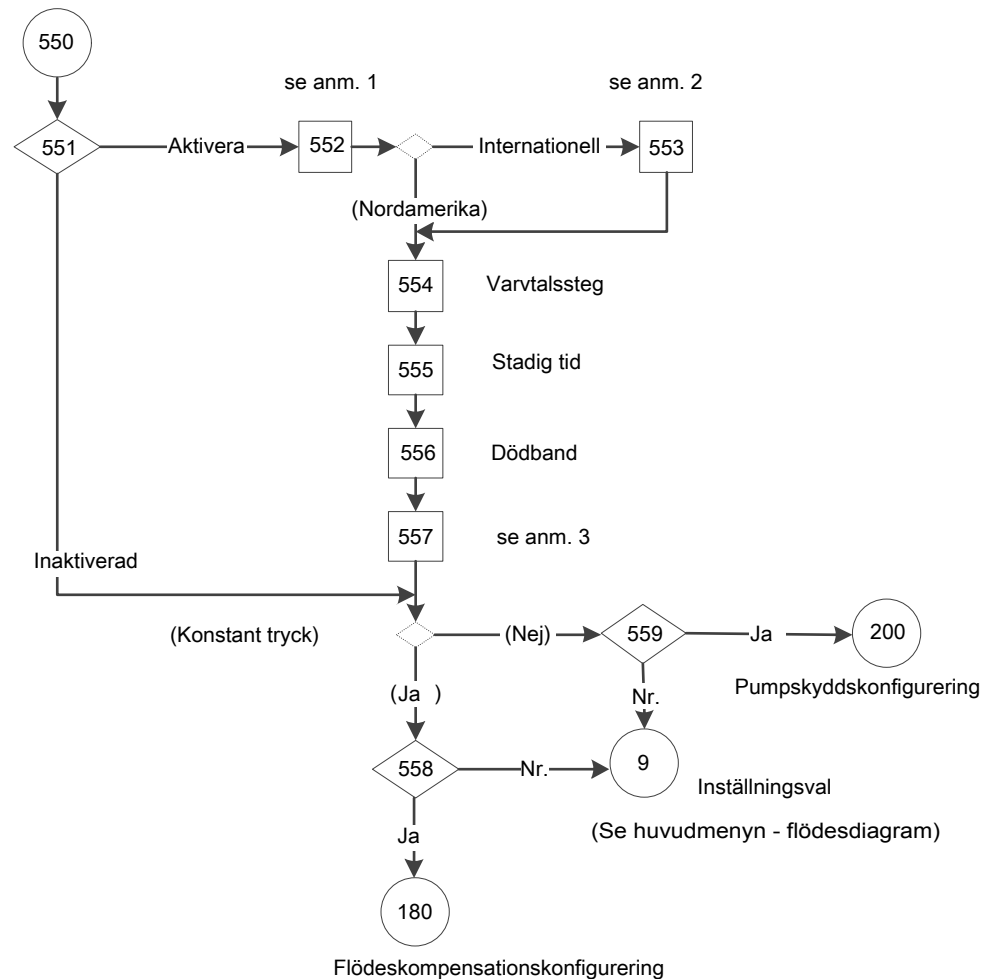 550
se anm. 1
se anm. 2
551
Aktivera
552
Internationell
553
(Nordamerika)
554
Varvtalssteg
555
Stadig tid
556
Dödband
557
se anm. 3
Inaktiverad
(Konstant tryck)
(Nej)
559
Ja
200
Pumpskyddskonfigurering
(Ja )
Nr.
558
Nr.
9
Inställningsval
(Se huvudmenyn - flödesdiagram)
Ja
180
Flödeskompensationskonfigurering